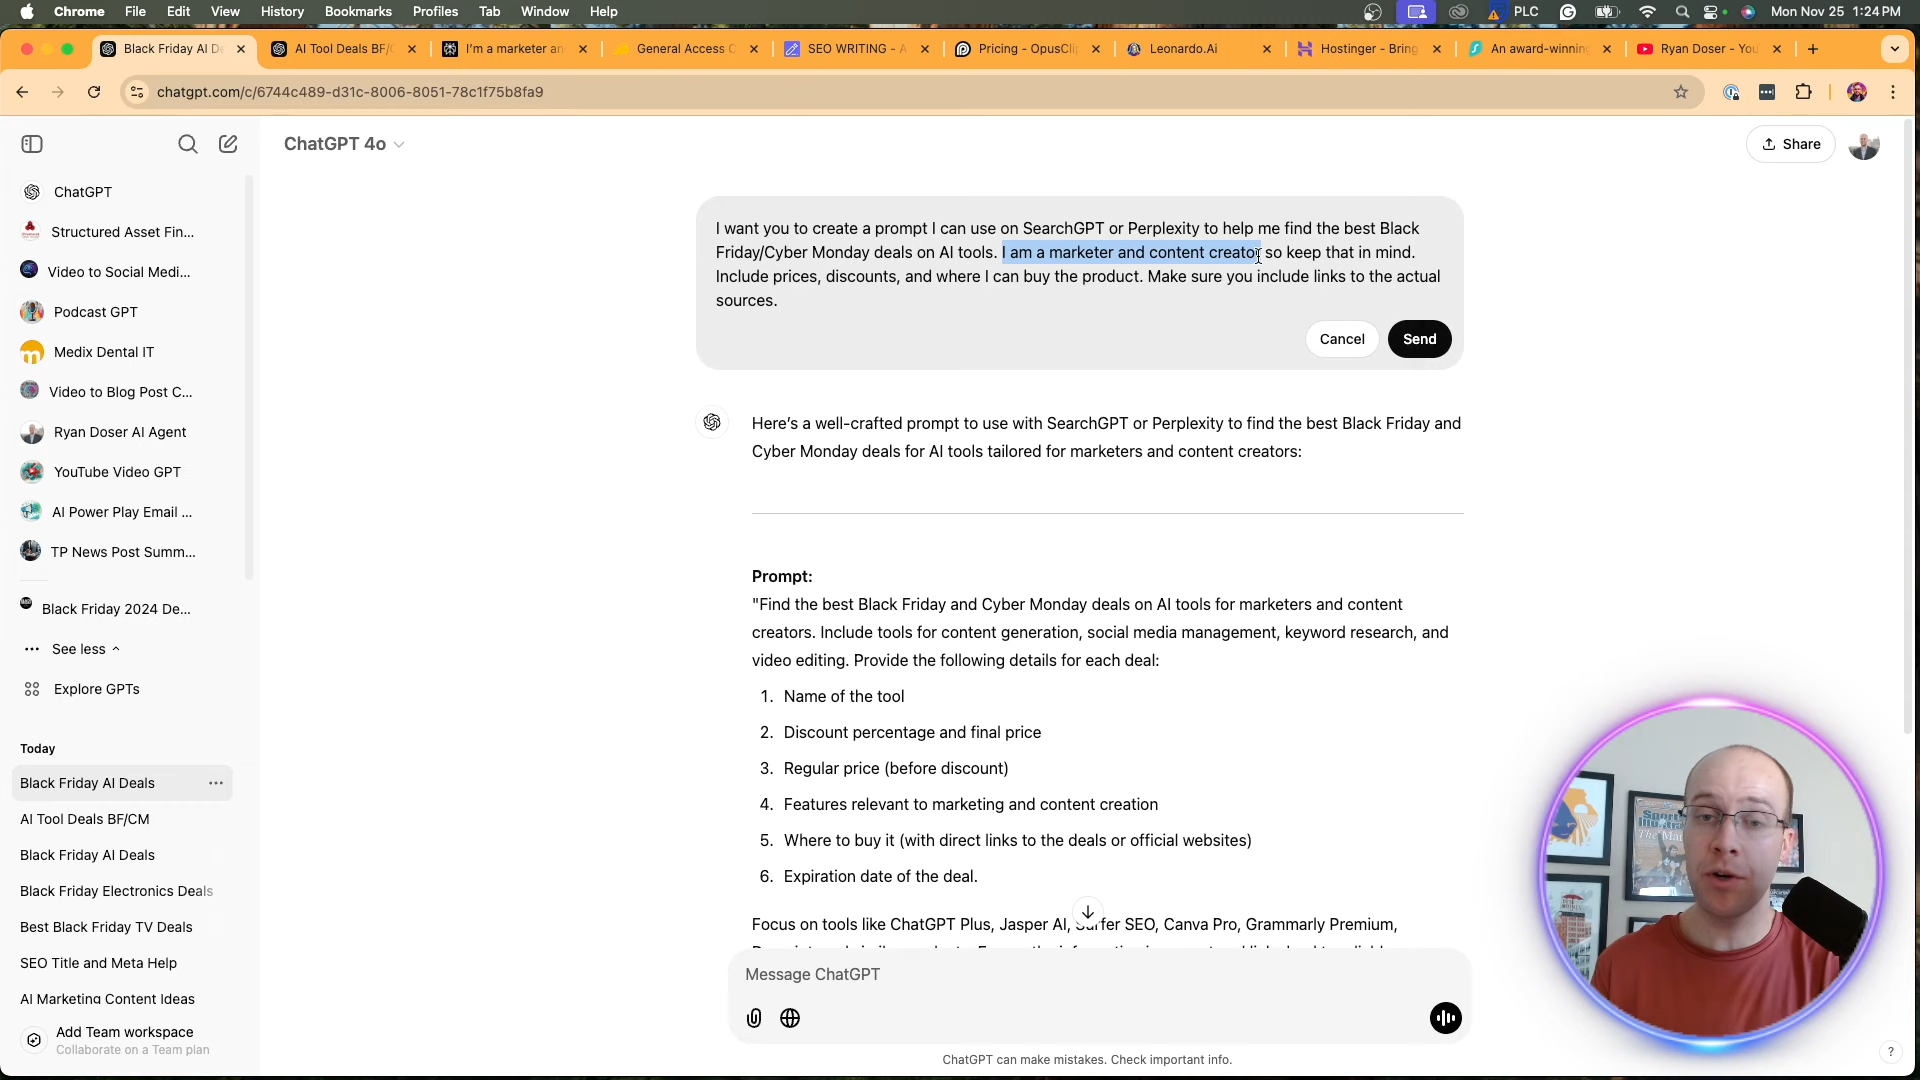 Chrome File Edit View History Bookmarks Profiles Tab Window Help PLC Mon Nov 25 1:24 PM
Black Friday AI De
AI Tool Deals BF/C
I'm a marketer an
General Access C
SEO WRITING - A
Pricing - OpusCli
Leonardo.Ai
Hostinger - Bring
An award-winnin
Ryan Doser - You
chatgpt.com/c/6744c489-d31c-8006-8051-78c1f75b8fa9
ChatGPT 4o
Share
ChatGPT
Structured Asset Fin...
Video to Social Medi...
Podcast GPT
Medix Dental IT
Video to Blog Post C...
Ryan Doser AI Agent
YouTube Video GPT
AI Power Play Email ...
TP News Post Summ...
Black Friday 2024 De...
See less
Explore GPTs
Today
Black Friday AI Deals
AI Tool Deals BF/CM
Black Friday AI Deals
Black Friday Electronics Deals
Best Black Friday TV Deals
SEO Title and Meta Help
AI Marketing Content Ideas
Add Team workspace
Collaborate on a Team plan
I want you to create a prompt I can use on SearchGPT or Perplexity to help me find the best Black
Friday/Cyber Monday deals on AI tools. I am a marketer and content creator so keep that in mind.
Include prices, discounts, and where I can buy the product. Make sure you include links to the actual
sources.
Cancel
Send
Here's a well-crafted prompt to use with SearchGPT or Perplexity to find the best Black Friday and
Cyber Monday deals for AI tools tailored for marketers and content creators:
Prompt:
"Find the best Black Friday and Cyber Monday deals on AI tools for marketers and content
creators. Include tools for content generation, social media management, keyword research, and
video editing. Provide the following details for each deal:
1. Name of the tool
2. Discount percentage and final price
3. Regular price (before discount)
4. Features relevant to marketing and content creation
5. Where to buy it (with direct links to the deals or official websites)
6. Expiration date of the deal.
Focus on tools like ChatGPT Plus, Jasper AI, Surfer SEO, Canva Pro, Grammarly Premium,
Message ChatGPT
ChatGPT can make mistakes. Check important info.
?